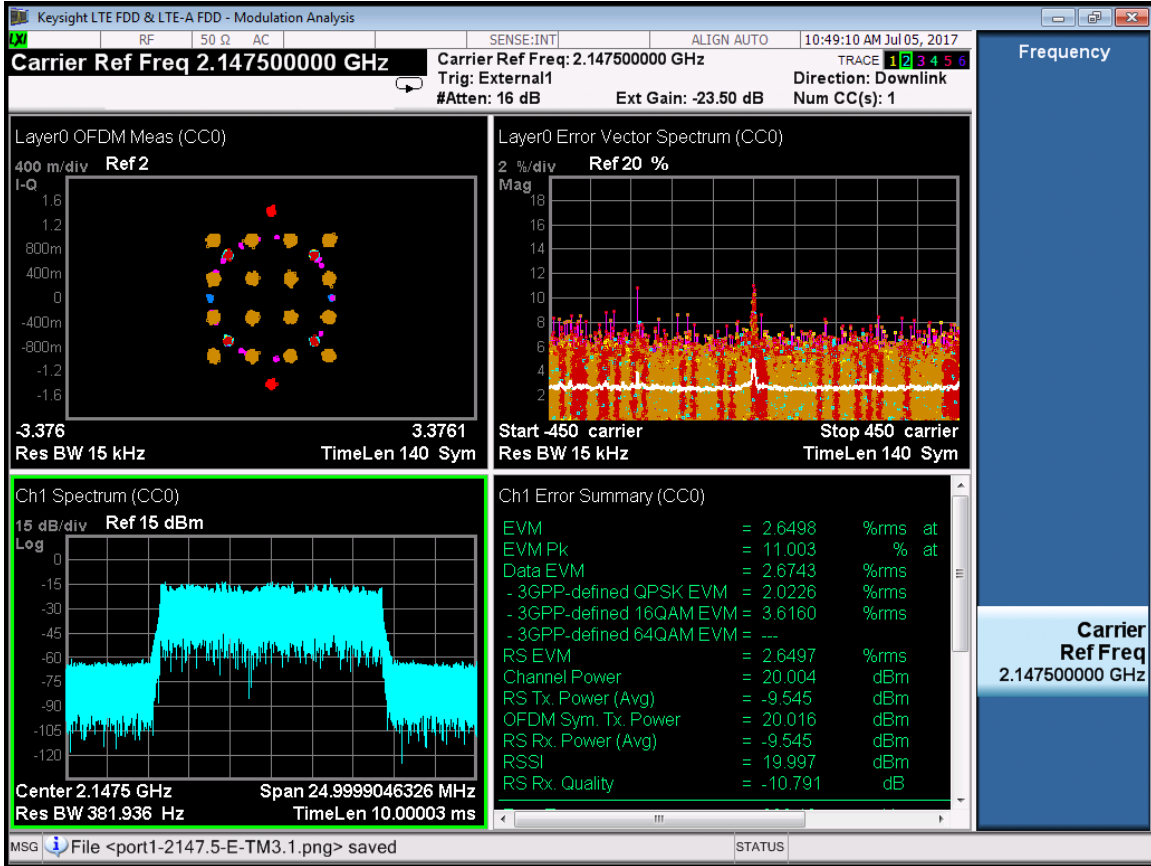 Keysight LTE FDD & LTE-A FDD - Modulation Analysis
LXI RF 50 Ω AC SENSE:INT ALIGN AUTO 10:49:10 AM Jul 05, 2017
Carrier Ref Freq 2.147500000 GHz
Carrier Ref Freq: 2.147500000 GHz
Trig: External1
#Atten: 16 dB Ext Gain: -23.50 dB
TRACE 1 2 3 4 5 6
Direction: Downlink
Num CC(s): 1
Frequency
Layer0 OFDM Meas (CC0)
400 m/div Ref 2
I-Q
1.6
1.2
800m
400m
0
-400m
-800m
-1.2
-1.6
-3.376 3.3761
Res BW 15 kHz TimeLen 140 Sym
Layer0 Error Vector Spectrum (CC0)
2 %/div Ref 20 %
Mag
18
16
14
12
10
8
6
4
2
Start -450 carrier Stop 450 carrier
Res BW 15 kHz TimeLen 140 Sym
Ch1 Spectrum (CC0)
15 dB/div Ref 15 dBm
Log
0
-15
-30
-45
-60
-75
-90
-105
-120
Center 2.1475 GHz Span 24.9999046326 MHz
Res BW 381.936 Hz TimeLen 10.00003 ms
Ch1 Error Summary (CC0)
EVM = 2.6498 %rms at
EVM Pk = 11.003 % at
Data EVM = 2.6743 %rms
- 3GPP-defined QPSK EVM = 2.0226 %rms
- 3GPP-defined 16QAM EVM = 3.6160 %rms
- 3GPP-defined 64QAM EVM = ---
RS EVM = 2.6497 %rms
Channel Power = 20.004 dBm
RS Tx. Power (Avg) = -9.545 dBm
OFDM Sym. Tx. Power = 20.016 dBm
RS Rx. Power (Avg) = -9.545 dBm
RSSI = 19.997 dBm
RS Rx. Quality = -10.791 dB
Carrier
Ref Freq
2.147500000 GHz
MSG File <port1-2147.5-E-TM3.1.png> saved STATUS